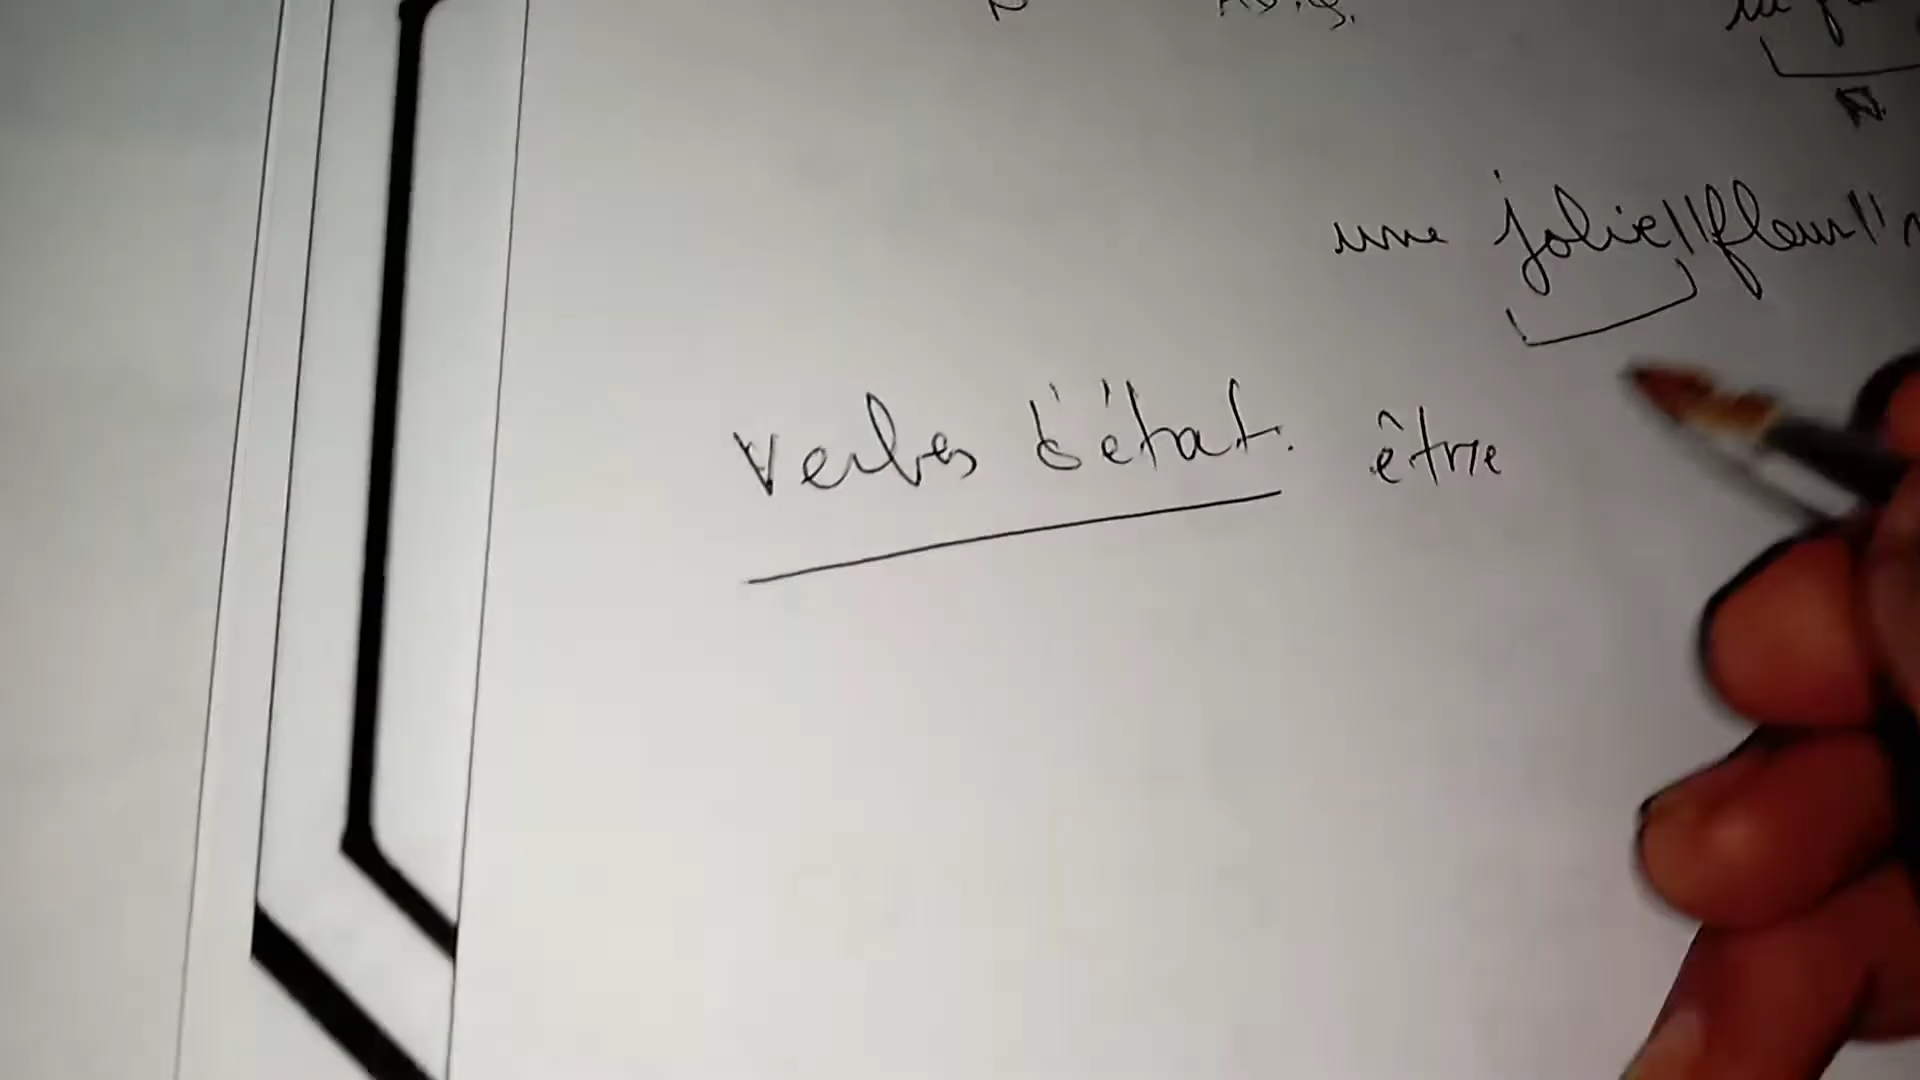 une jolie || fleur ||
Verbes d'état. être